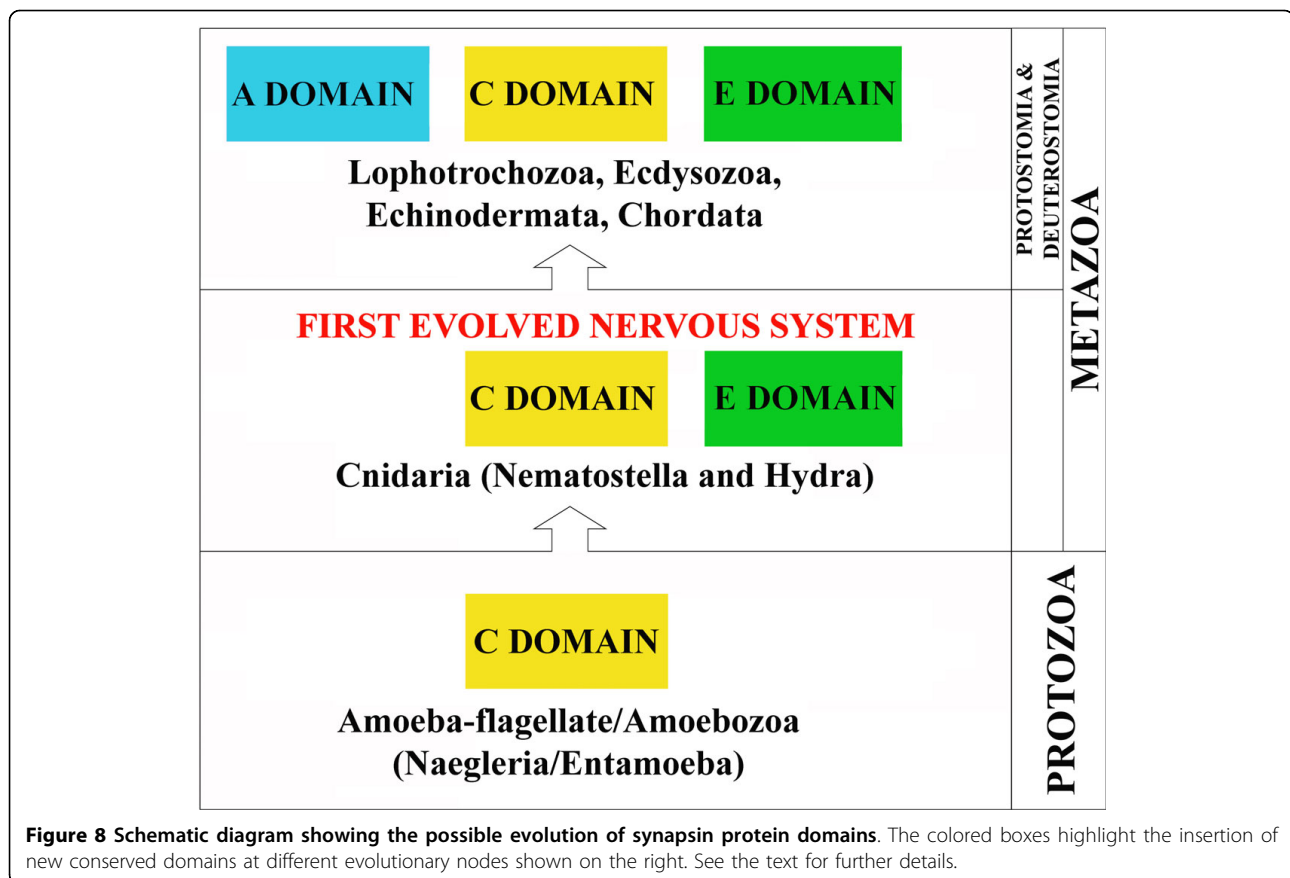 A DOMAIN C DOMAIN E DOMAIN
Lophotrochozoa, Ecdysozoa,
Echinodermata, Chordata
PROTOSTOMIA &
DEUTEROSTOMIA
METAZOA
FIRST EVOLVED NERVOUS SYSTEM
C DOMAIN E DOMAIN
Cnidaria (Nematostella and Hydra)
C DOMAIN
Amoeba-flagellate/Amoebozoa
(Naegleria/Entamoeba)
PROTOZOA
Figure 8 Schematic diagram showing the possible evolution of synapsin protein domains. The colored boxes highlight the insertion of
new conserved domains at different evolutionary nodes shown on the right. See the text for further details.